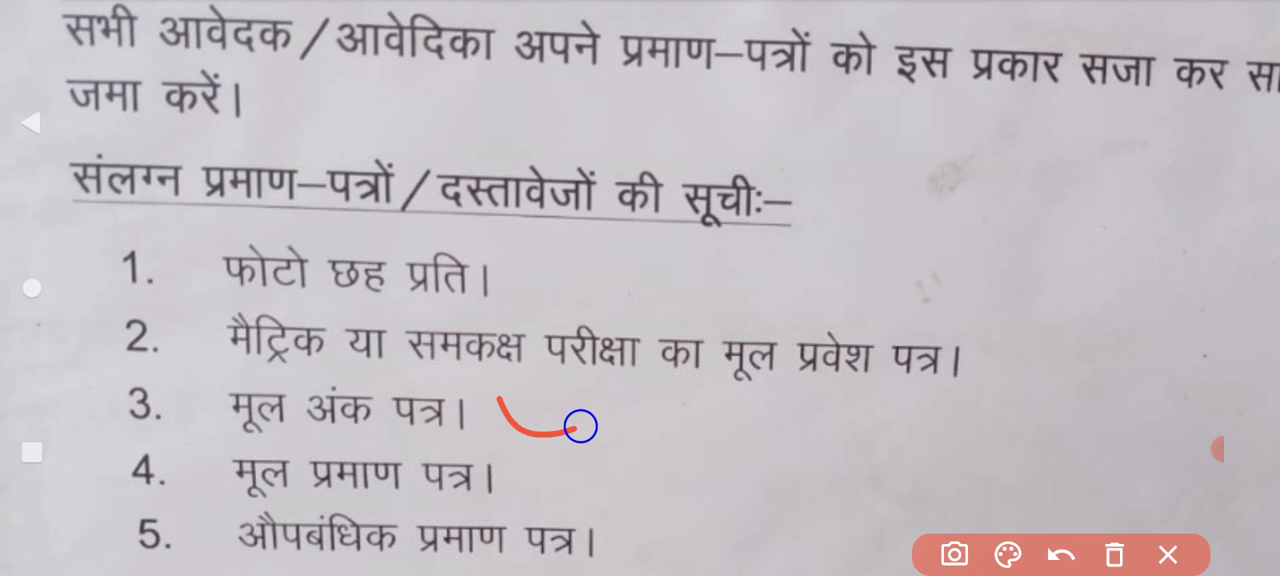 सभी आवेदक/आवेदिका अपने प्रमाण–पत्रों को इस प्रकार सजा कर
जमा करें।
संलग्न प्रमाण–पत्रों/दस्तावेजों की सूचीः–
1. फोटो छह प्रति।
2. मैट्रिक या समकक्ष परीक्षा का मूल प्रवेश पत्र।
3. मूल अंक पत्र।
4. मूल प्रमाण पत्र।
5. औपबंधिक प्रमाण पत्र।